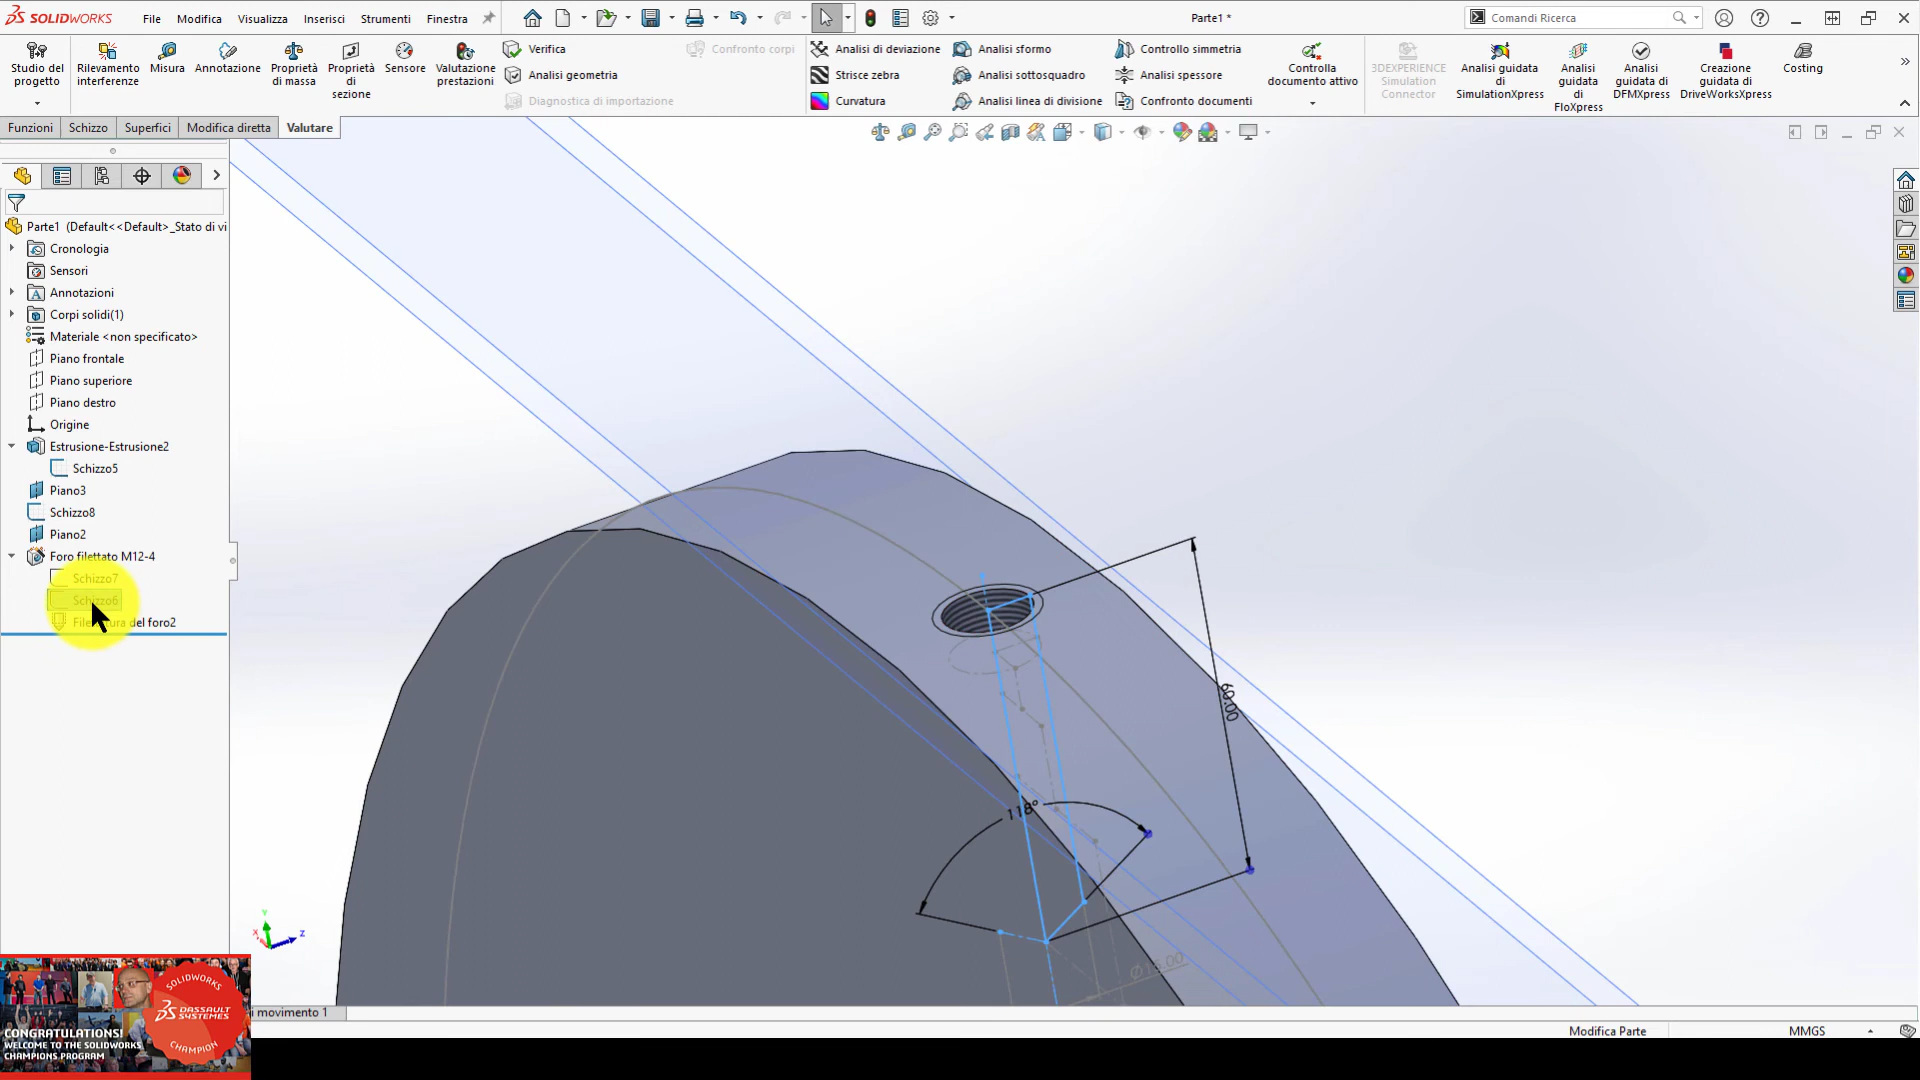 SOLIDWORKS
File Modifica Visualizza Inserisci Strumenti Finestra
Parte1 *
Comandi Ricerca
Studio del progetto
Rilevamento interferenze
Misura
Annotazione
Proprietà di massa
Proprietà di sezione
Sensore
Valutazione prestazioni
Verifica
Analisi geometria
Diagnostica di importazione
Confronto corpi
Analisi di deviazione
Strisce zebra
Curvatura
Analisi sformo
Analisi sottosquadro
Analisi linea di divisione
Controllo simmetria
Analisi spessore
Confronto documenti
Controlla documento attivo
3DEXPERIENCE Simulation Connector
Analisi guidata di SimulationXpress
Analisi guidata di FloXpress
Analisi guidata di DFMXpress
Creazione guidata di DriveWorksXpress
Costing
Funzioni Schizzo Superfici Modifica diretta Valutare
Parte1 (Default<<Default>_Stato di vi
Cronologia
Sensori
Annotazioni
Corpi solidi(1)
Materiale <non specificato>
Piano frontale
Piano superiore
Piano destro
Origine
Estrusione-Estrusione2
Schizzo5
Piano3
Schizzo8
Piano2
Foro filettato M12-4
Schizzo7
Schizzo6
del foro2
60.00
118°
Y
X
Z
i movimento 1
Modifica Parte
MMGS
SOLIDWORKS
DASSAULT SYSTEMES
CHAMPION
CONGRATULATIONS!
WELCOME TO THE SOLIDWORKS
CHAMPIONS PROGRAM